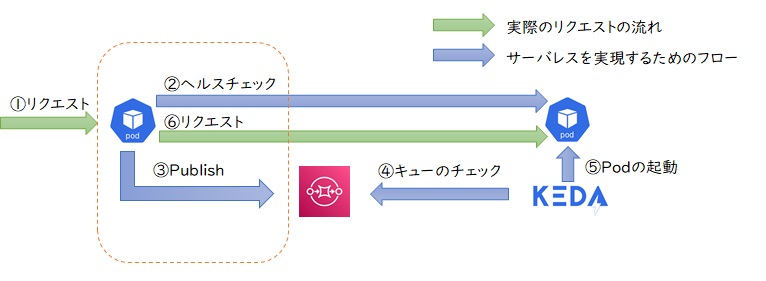 実際のリクエストの流れ
サーバレスを実現するためのフロー
①リクエスト
②ヘルスチェック
pod
⑥リクエスト
pod
③Publish
④キューのチェック
⑤Podの起動
KEDA